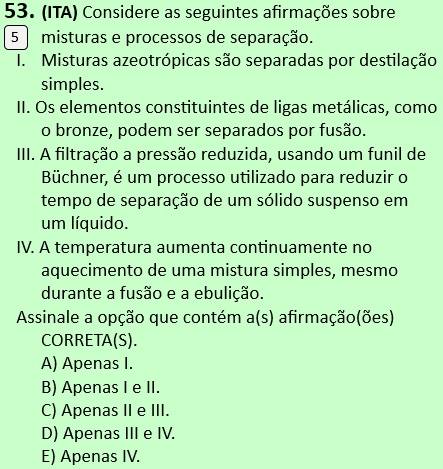 53. (ITA) Considere as seguintes afirmações sobre
5 misturas e processos de separação.
I. Misturas azeotrópicas são separadas por destilação
simples.
II. Os elementos constituintes de ligas metálicas, como
o bronze, podem ser separados por fusão.
III. A filtração a pressão reduzida, usando um funil de
Büchner, é um processo utilizado para reduzir o
tempo de separação de um sólido suspenso em
um líquido.
IV. A temperatura aumenta continuamente no
aquecimento de uma mistura simples, mesmo
durante a fusão e a ebulição.
Assinale a opção que contém a(s) afirmação(ões)
CORRETA(S).
A) Apenas I.
B) Apenas I e II.
C) Apenas II e III.
D) Apenas III e IV.
E) Apenas IV.